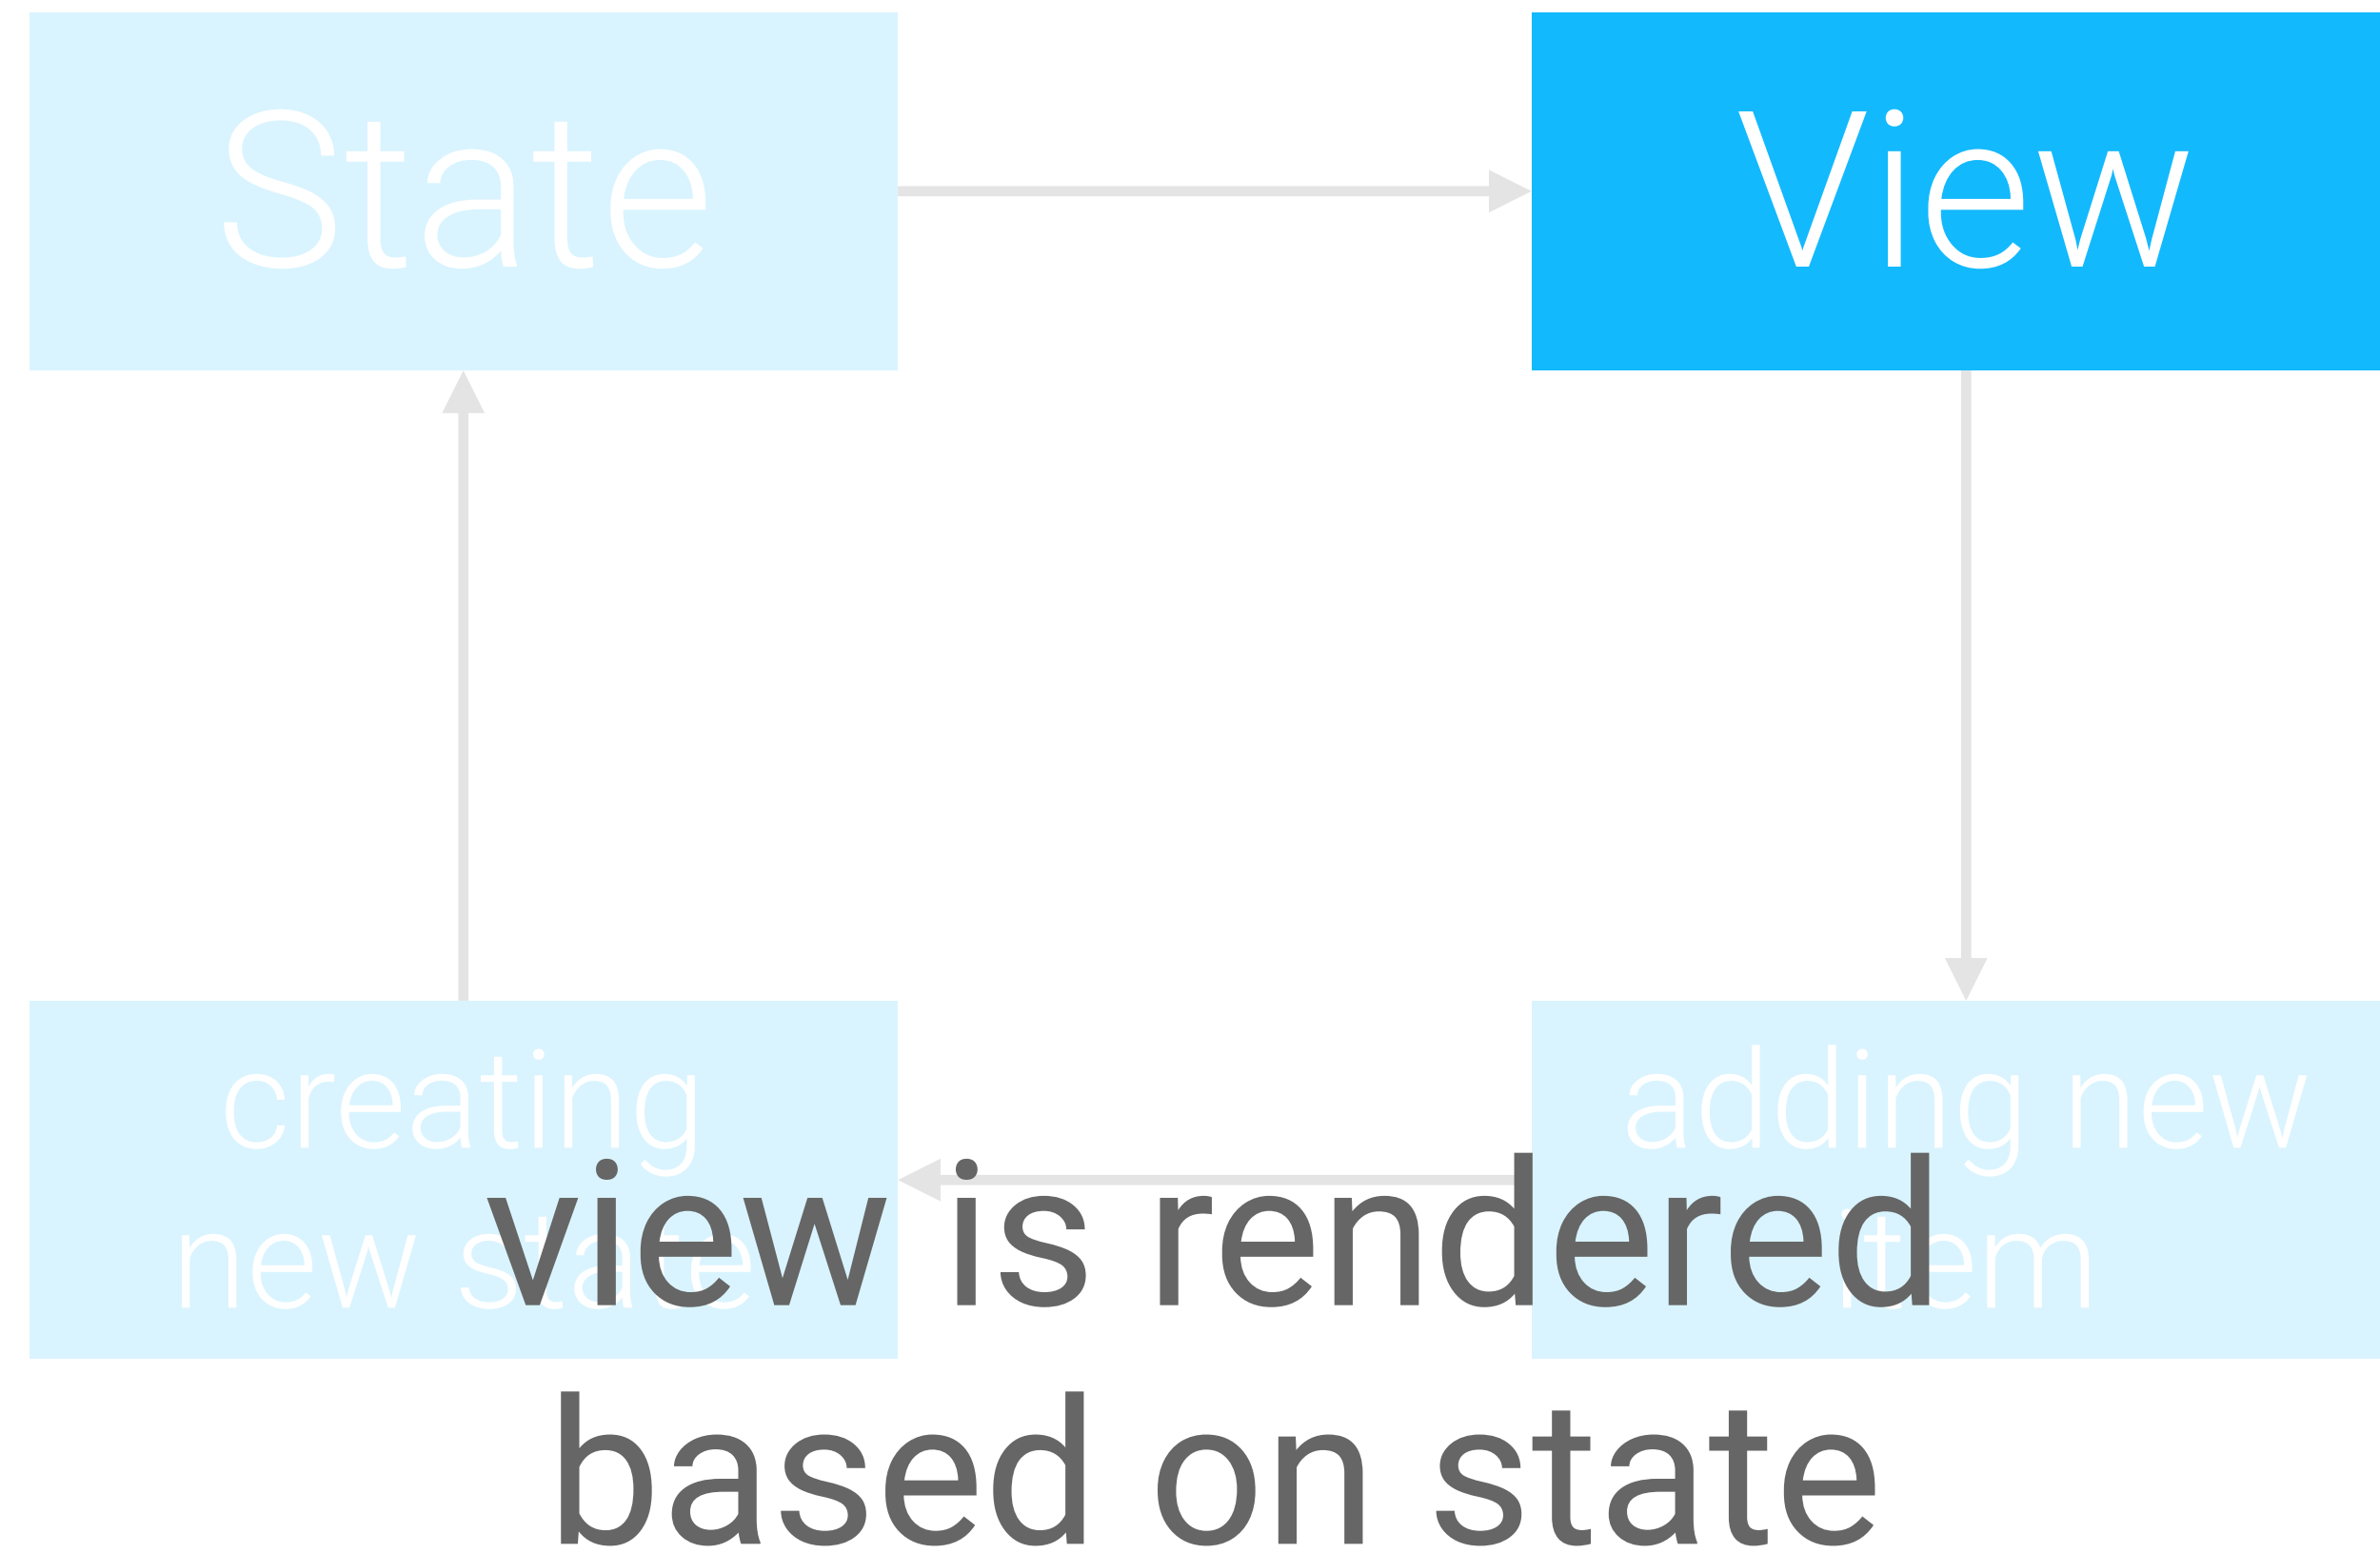 State
View
creating
new state
adding new
item
view is rendered
based on state